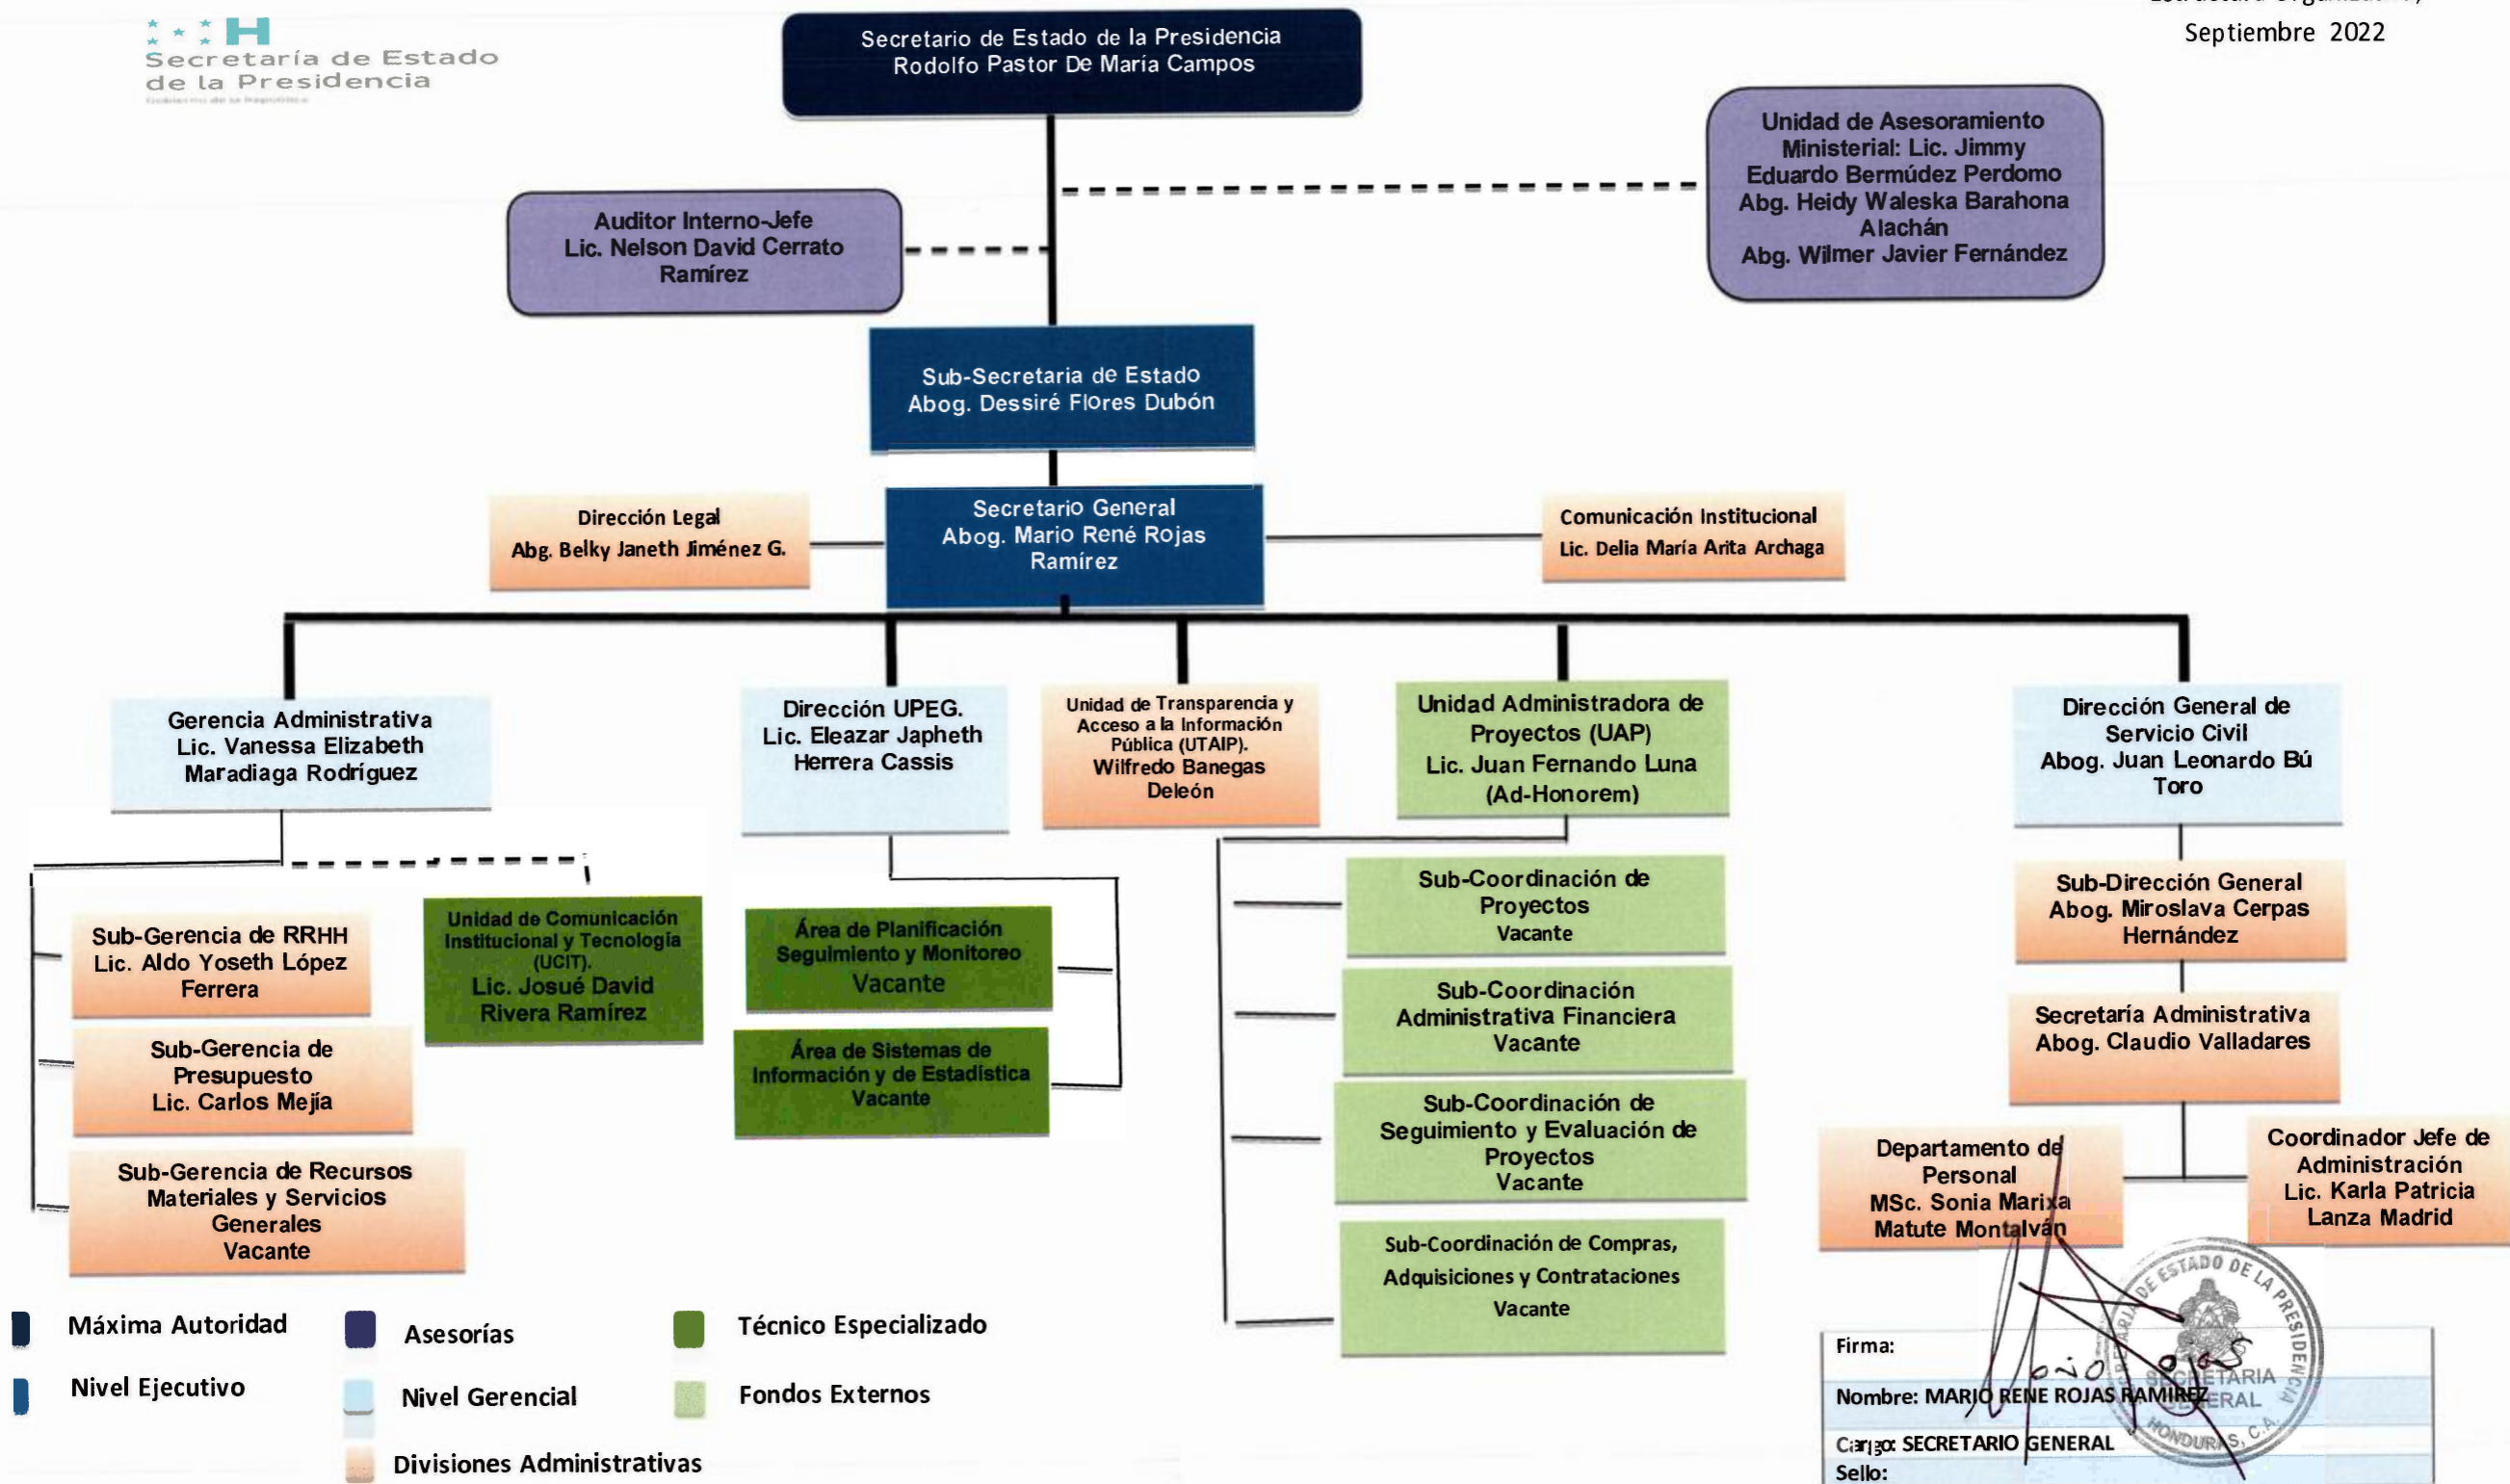 H
Secretaría de Estado
de la Presidencia
Septiembre 2022
Secretario de Estado de la Presidencia
Rodolfo Pastor De María Campos
Unidad de Asesoramiento
Ministerial: Lic. Jimmy
Eduardo Bermúdez Perdomo
Abg. Heidy Waleska Barahona
Alachán
Abg. Wilmer Javier Fernández
Auditor Interno-Jefe
Lic. Nelson David Cerrato
Ramírez
Sub-Secretaria de Estado
Abog. Dessiré Flores Dubón
Dirección Legal
Abg. Belky Janeth Jiménez G.
Secretario General
Abog. Mario René Rojas
Ramírez
Comunicación Institucional
Lic. Delia María Arita Archaga
Gerencia Administrativa
Lic. Vanessa Elizabeth
Maradiaga Rodríguez
Dirección UPEG.
Lic. Eleazar Japheth
Herrera Cassis
Unidad de Transparencia y
Acceso a la Información
Pública (UTAIP).
Wilfredo Banegas
Deleón
Unidad Administradora de
Proyectos (UAP)
Lic. Juan Fernando Luna
(Ad-Honorem)
Dirección General de
Servicio Civil
Abog. Juan Leonardo Bú
Toro
Sub-Gerencia de RRHH
Lic. Aldo Yoseth López
Ferrera
Sub-Gerencia de
Presupuesto
Lic. Carlos Mejía
Sub-Gerencia de Recursos
Materiales y Servicios
Generales
Vacante
Unidad de Comunicación
Institucional y Tecnología
(UCIT).
Lic. Josué David
Rivera Ramírez
Área de Planificación
Seguimiento y Monitoreo
Vacante
Área de Sistemas de
Información y de Estadística
Vacante
Sub-Coordinación de
Proyectos
Vacante
Sub-Coordinación
Administrativa Financiera
Vacante
Sub-Coordinación de
Seguimiento y Evaluación de
Proyectos
Vacante
Sub-Coordinación de Compras,
Adquisiciones y Contrataciones
Vacante
Sub-Dirección General
Abog. Miroslava Cerpas
Hernández
Secretaría Administrativa
Abog. Claudio Valladares
Departamento de
Personal
MSc. Sonia Marixa
Matute Montalván
Coordinador Jefe de
Administración
Lic. Karla Patricia
Lanza Madrid
Máxima Autoridad
Nivel Ejecutivo
Asesorías
Nivel Gerencial
Divisiones Administrativas
Técnico Especializado
Fondos Externos
Firma:
Nombre: MARIO RENE ROJAS RAMIREZ
Cargo: SECRETARIO GENERAL
Sello:
SECRETARIA DE ESTADO DE LA PRESIDENCIA
SECRETARIA
GENERAL
HONDURAS, C.A.